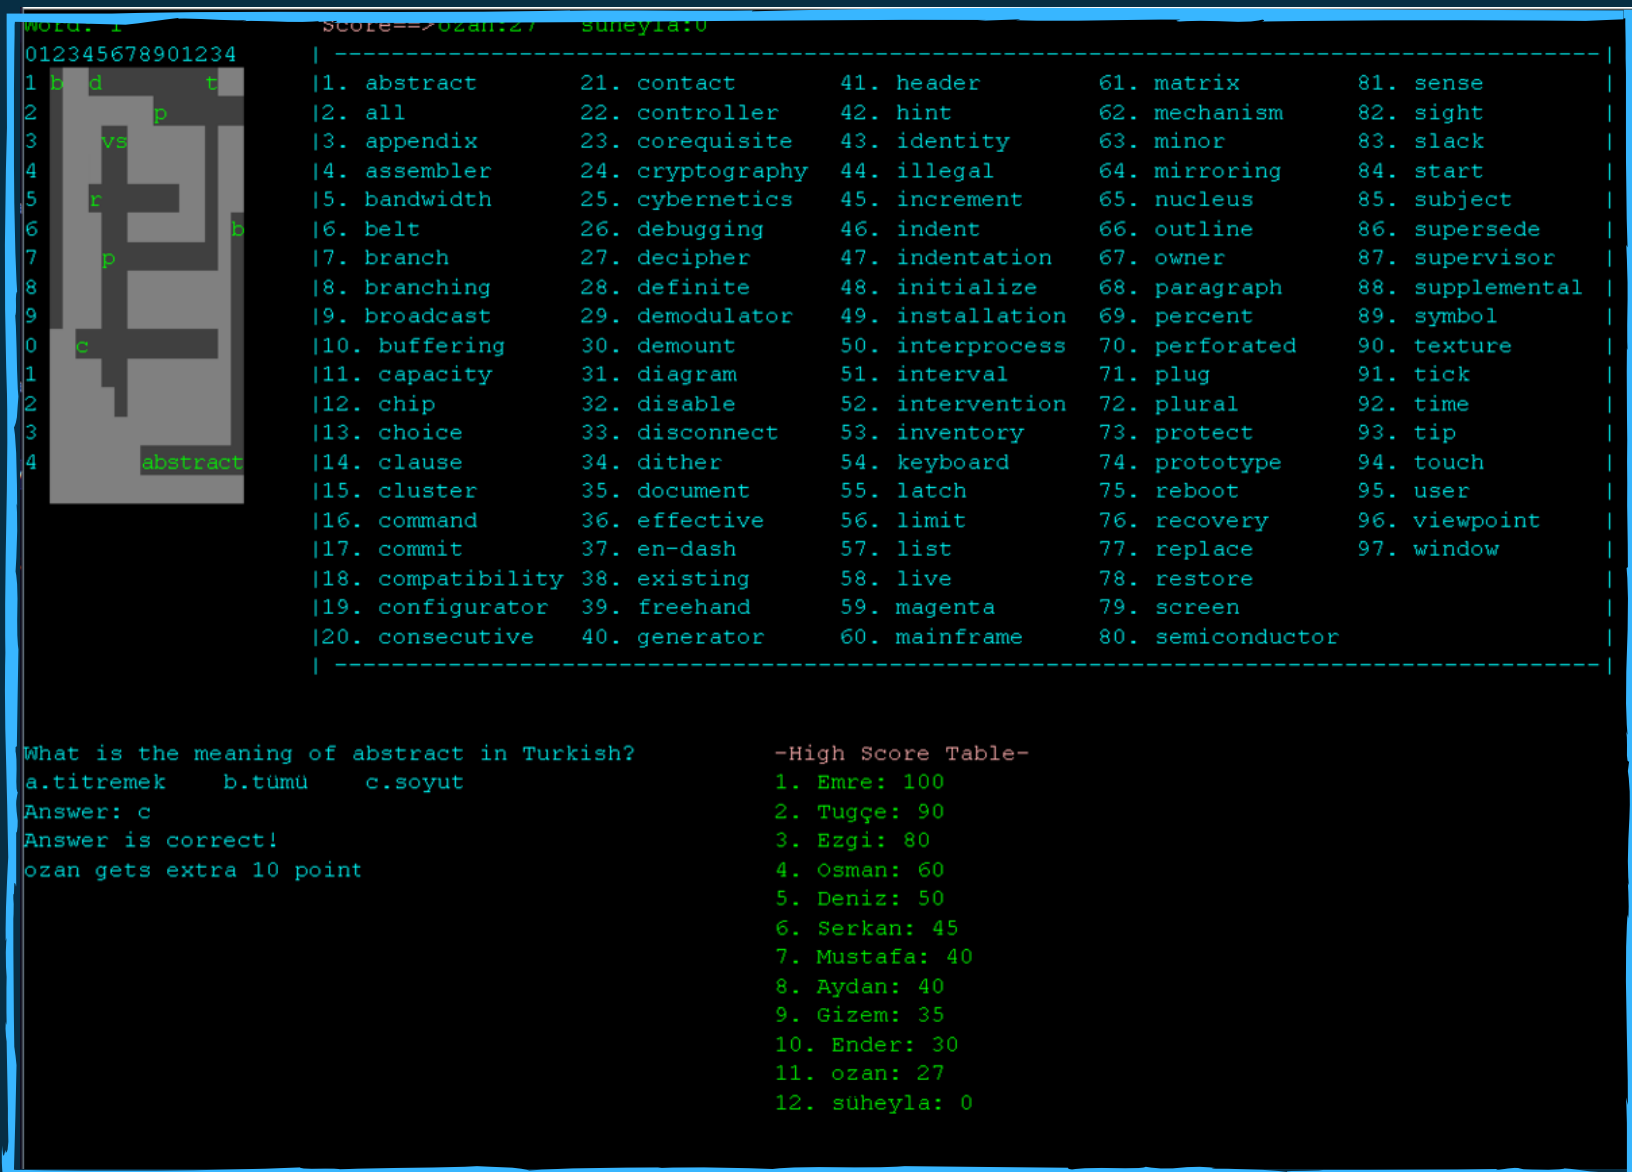 Word: 1 Score==>ozan:27 süheyla:0
012345678901234 | ----------------------------------------------------------------------------------------- |
1 b d t |1. abstract 21. contact 41. header 61. matrix 81. sense |
2 p |2. all 22. controller 42. hint 62. mechanism 82. sight |
3 vs |3. appendix 23. corequisite 43. identity 63. minor 83. slack |
4 |4. assembler 24. cryptography 44. illegal 64. mirroring 84. start |
5 r |5. bandwidth 25. cybernetics 45. increment 65. nucleus 85. subject |
6 b |6. belt 26. debugging 46. indent 66. outline 86. supersede |
7 p |7. branch 27. decipher 47. indentation 67. owner 87. supervisor |
8 |8. branching 28. definite 48. initialize 68. paragraph 88. supplemental |
9 |9. broadcast 29. demodulator 49. installation 69. percent 89. symbol |
0 c |10. buffering 30. demount 50. interprocess 70. perforated 90. texture |
1 |11. capacity 31. diagram 51. interval 71. plug 91. tick |
2 |12. chip 32. disable 52. intervention 72. plural 92. time |
3 |13. choice 33. disconnect 53. inventory 73. protect 93. tip |
4 abstract |14. clause 34. dither 54. keyboard 74. prototype 94. touch |
|15. cluster 35. document 55. latch 75. reboot 95. user |
|16. command 36. effective 56. limit 76. recovery 96. viewpoint |
|17. commit 37. en-dash 57. list 77. replace 97. window |
|18. compatibility 38. existing 58. live 78. restore |
|19. configurator 39. freehand 59. magenta 79. screen |
|20. consecutive 40. generator 60. mainframe 80. semiconductor |
| ----------------------------------------------------------------------------------------- |
What is the meaning of abstract in Turkish?
a.titremek b.tümü c.soyut
Answer: c
Answer is correct!
ozan gets extra 10 point
-High Score Table-
1. Emre: 100
2. Tugçe: 90
3. Ezgi: 80
4. Osman: 60
5. Deniz: 50
6. Serkan: 45
7. Mustafa: 40
8. Aydan: 40
9. Gizem: 35
10. Ender: 30
11. ozan: 27
12. süheyla: 0